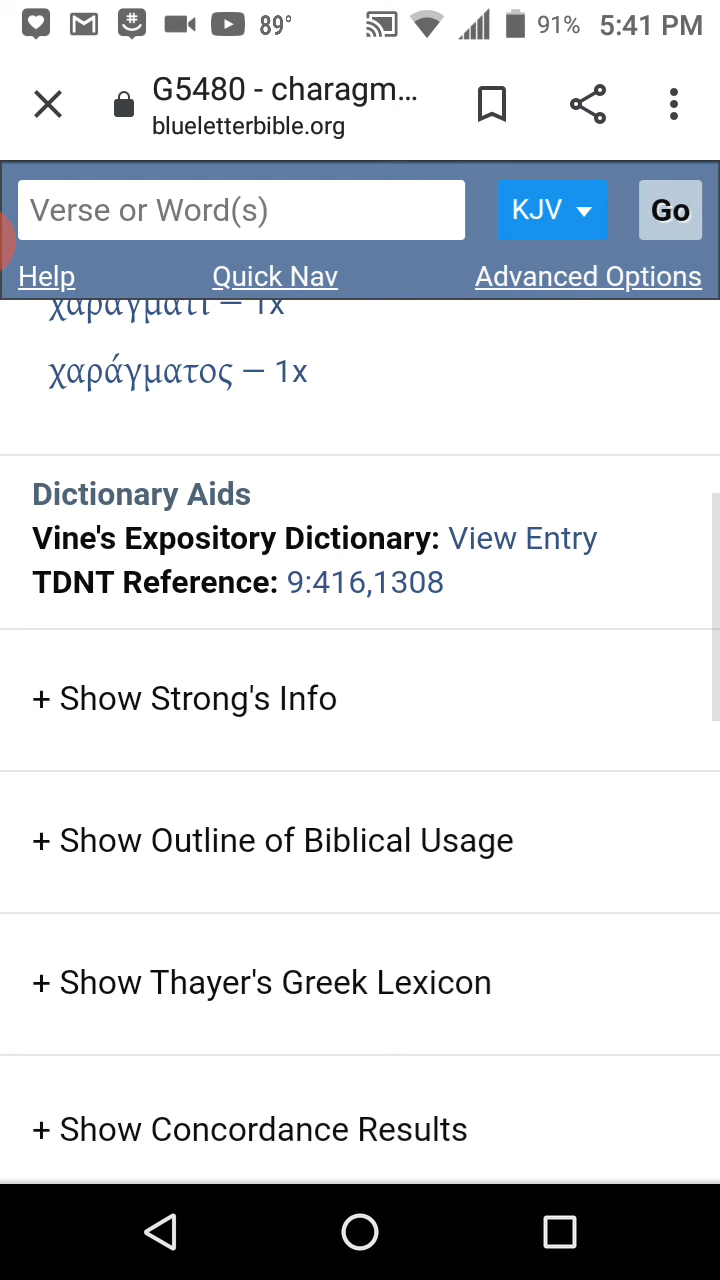 89° 91% 5:41 PM
G5480 - charagm...
blueletterbible.org
Verse or Word(s) KJV Go
Help Quick Nav Advanced Options
χαράγματι – 1x
χαράγματος – 1x
Dictionary Aids
Vine's Expository Dictionary: View Entry
TDNT Reference: 9:416,1308
+ Show Strong's Info
+ Show Outline of Biblical Usage
+ Show Thayer's Greek Lexicon
+ Show Concordance Results